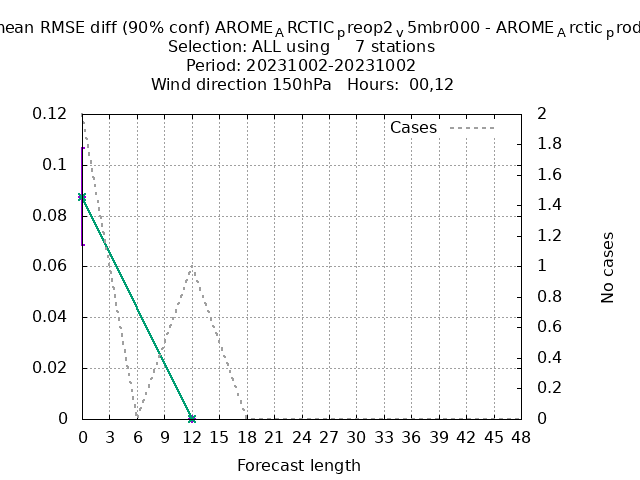 mean RMSE diff (90% conf) AROME_ARCTIC_preop2_v5mbr000 - AROME_Arctic_prod
Selection: ALL using 7 stations
Period: 20231002-20231002
Wind direction 150hPa Hours: 00,12
Cases
0.12
0.1
0.08
0.06
0.04
0.02
0
2
1.8
1.6
1.4
1.2
1
0.8
0.6
0.4
0.2
0
No cases
0 3 6 9 12 15 18 21 24 27 30 33 36 39 42 45 48
Forecast length